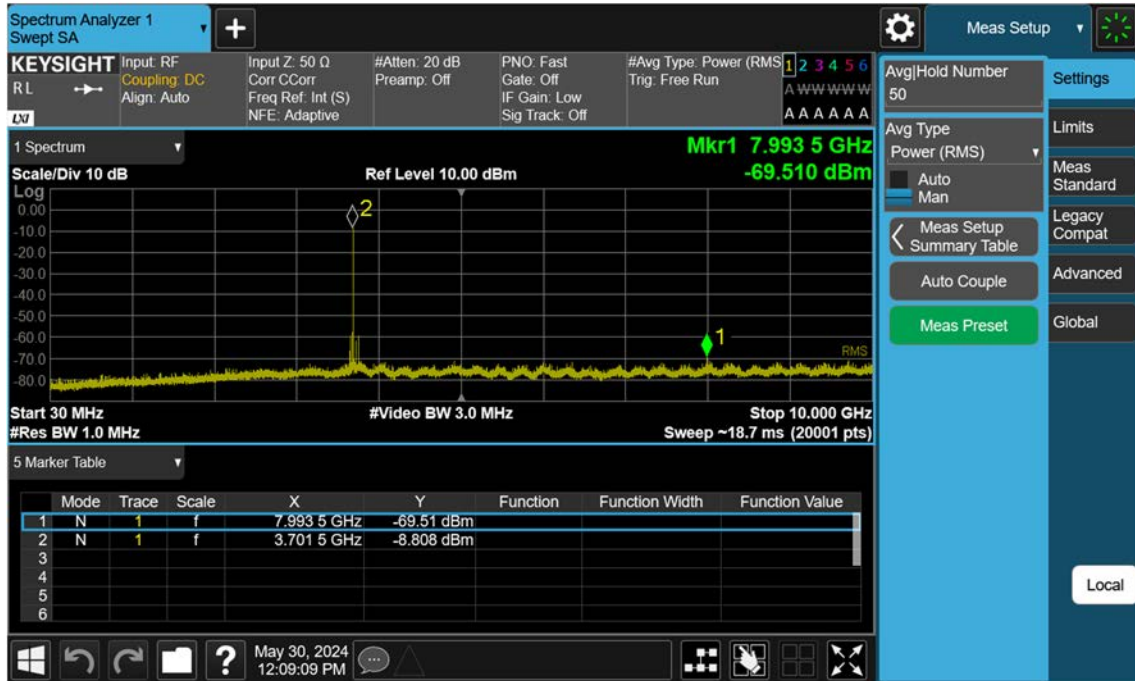 Spectrum Analyzer 1
Swept SA
Meas Setup
KEYSIGHT
R L
LXI
Input: RF
Coupling: DC
Align: Auto
Input Z: 50 Ω
Corr CCorr
Freq Ref: Int (S)
NFE: Adaptive
#Atten: 20 dB
Preamp: Off
PNO: Fast
Gate: Off
IF Gain: Low
Sig Track: Off
#Avg Type: Power (RMS)
Trig: Free Run
1 2 3 4 5 6
A W W W W W
A A A A A A
1 Spectrum
Scale/Div 10 dB
Ref Level 10.00 dBm
Mkr1 7.993 5 GHz
-69.510 dBm
Log
0.00
-10.0
-20.0
-30.0
-40.0
-50.0
-60.0
-70.0
-80.0
2
1
RMS
Start 30 MHz
#Video BW 3.0 MHz
Stop 10.000 GHz
#Res BW 1.0 MHz
Sweep ~18.7 ms (20001 pts)
5 Marker Table
Mode Trace Scale X Y Function Function Width Function Value
1 N 1 f 7.993 5 GHz -69.51 dBm
2 N 1 f 3.701 5 GHz -8.808 dBm
3
4
5
6
May 30, 2024
12:09:09 PM
Avg|Hold Number
50
Avg Type
Power (RMS)
Auto
Man
Meas Setup
Summary Table
Auto Couple
Meas Preset
Settings
Limits
Meas
Standard
Legacy
Compat
Advanced
Global
Local